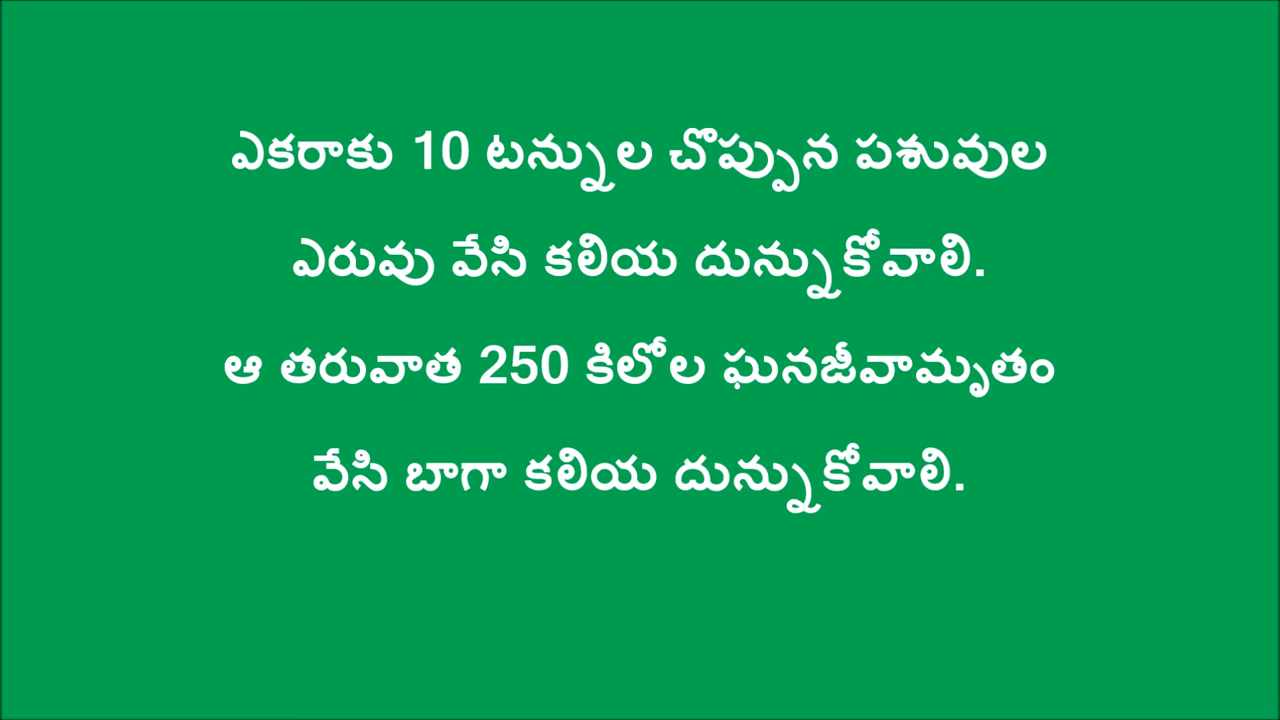 ఎకరాకు 10 టన్నుల చొప్పున పశువుల
ఎరువు వేసి కలియ దున్నుకోవాలి.
ఆ తరువాత 250 కిలోల ఘనజీవామృతం
వేసి బాగా కలియ దున్నుకోవాలి.